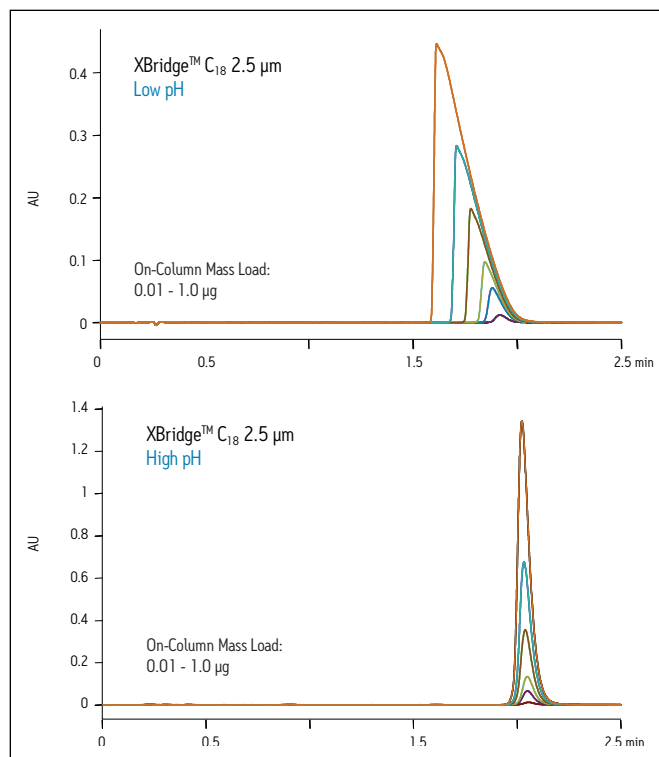 XBridge™ C18 2.5 µm
Low pH
0.4
0.3
0.2
0.1
0
AU
On-Column Mass Load:
0.01 - 1.0 µg
0 0.5 1.5 2.5 min
XBridge™ C18 2.5 µm
High pH
1.4
1.2
1
0.8
0.6
0.4
0.2
0
AU
On-Column Mass Load:
0.01 - 1.0 µg
0 0.5 1.5 2.5 min